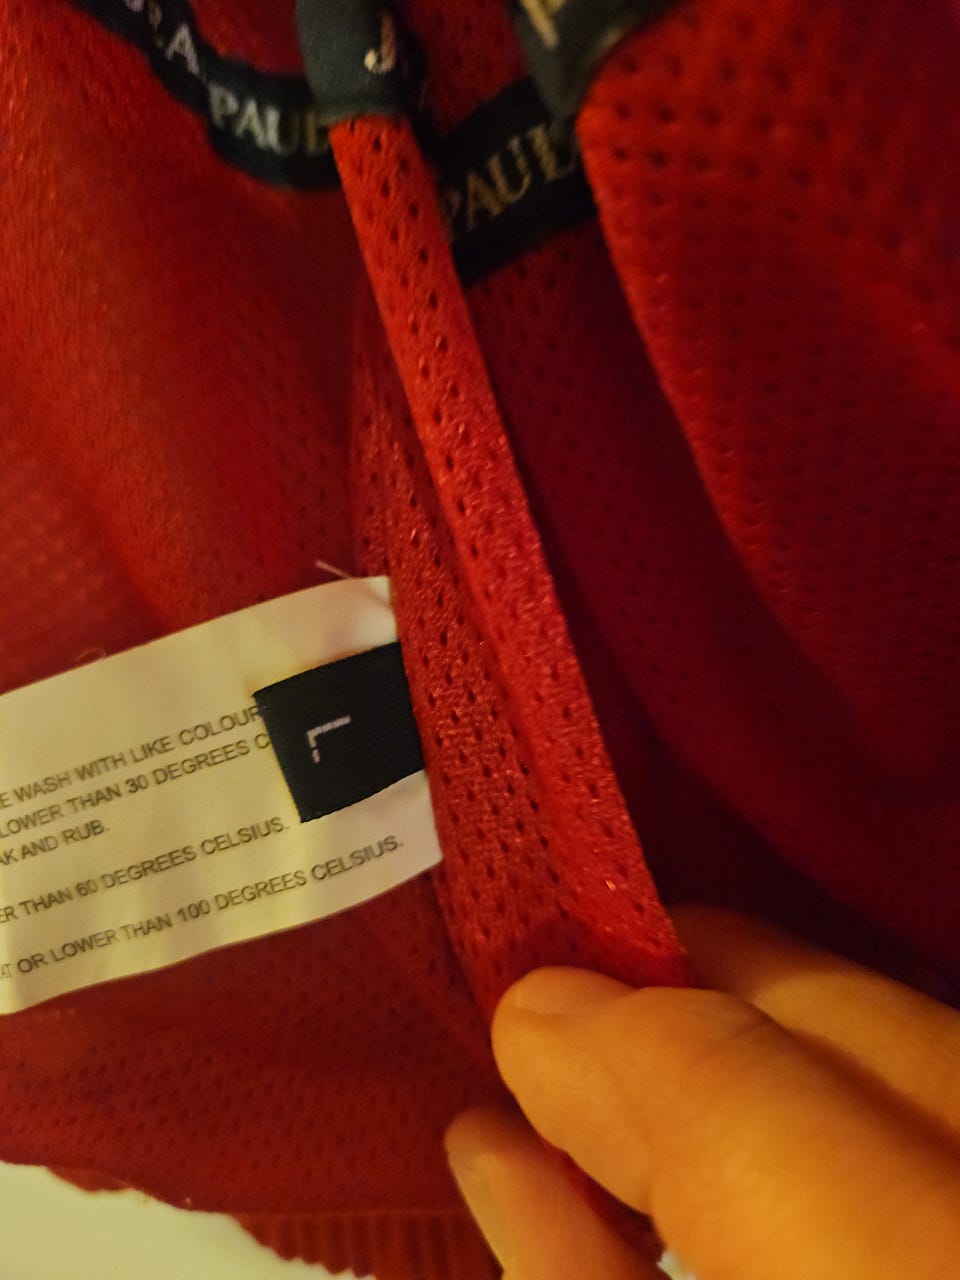 PAUL
J
PAUL
L
E WASH WITH LIKE COLOUR
LOWER THAN 30 DEGREES C
AK AND RUB.
ER THAN 60 DEGREES CELSIUS.
AT OR LOWER THAN 100 DEGREES CELSIUS.